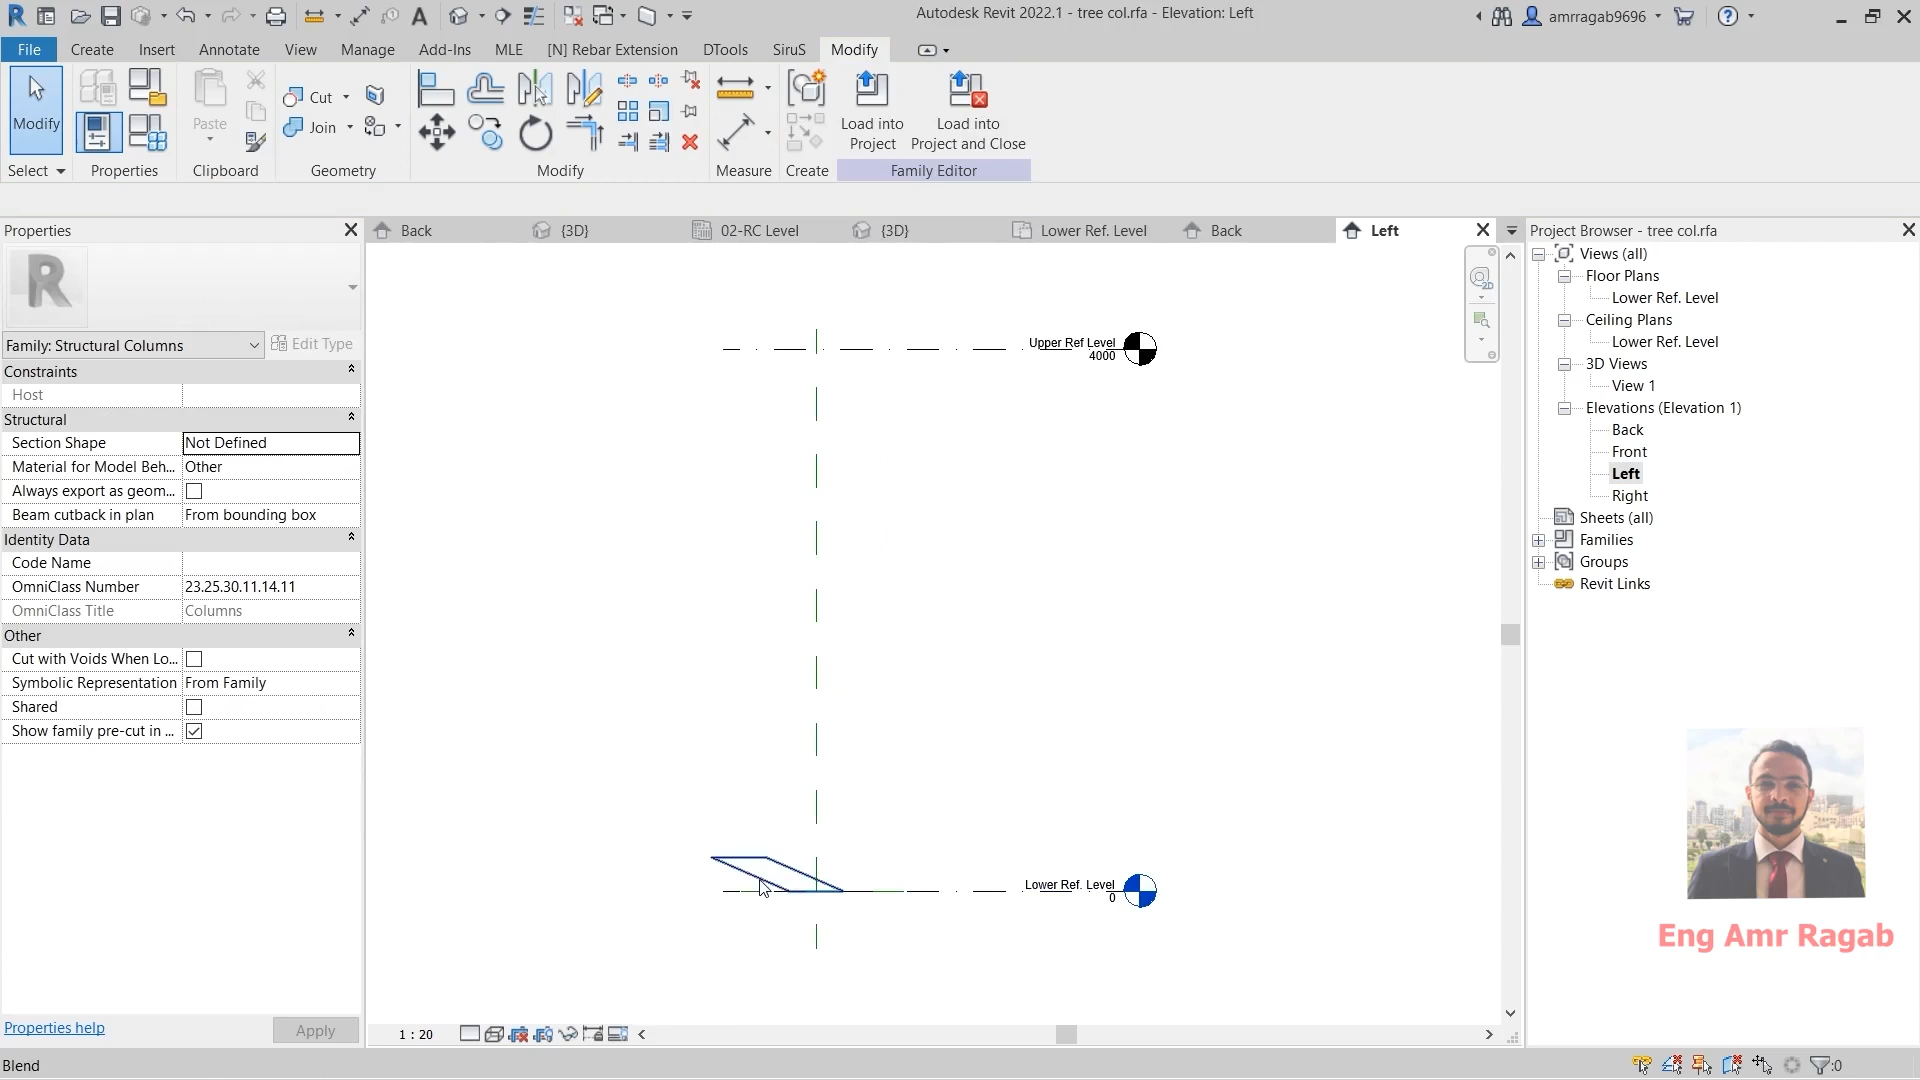 Autodesk Revit 2022.1 - tree col.rfa - Elevation: Left
amrragab9696
File
Create
Insert
Annotate
View
Manage
Add-Ins
MLE
[N] Rebar Extension
DTools
SiruS
Modify
Modify
Paste
Cut
Join
Load into Project
Load into Project and Close
Select
Properties
Clipboard
Geometry
Modify
Measure
Create
Family Editor
Properties
Back
{3D}
02-RC Level
{3D}
Lower Ref. Level
Back
Left
Project Browser - tree col.rfa
R
Family: Structural Columns
Edit Type
Constraints
Host
Structural
Section Shape Not Defined
Material for Model Beh... Other
Always export as geom...
Beam cutback in plan From bounding box
Identity Data
Code Name
OmniClass Number 23.25.30.11.14.11
OmniClass Title Columns
Other
Cut with Voids When Lo...
Symbolic Representation From Family
Shared
Show family pre-cut in ...
Properties help
Apply
Upper Ref Level
4000
Lower Ref. Level
0
2D
1 : 20
Views (all)
Floor Plans
Lower Ref. Level
Ceiling Plans
Lower Ref. Level
3D Views
View 1
Elevations (Elevation 1)
Back
Front
Left
Right
Sheets (all)
Families
Groups
Revit Links
Eng Amr Ragab
Blend
:0